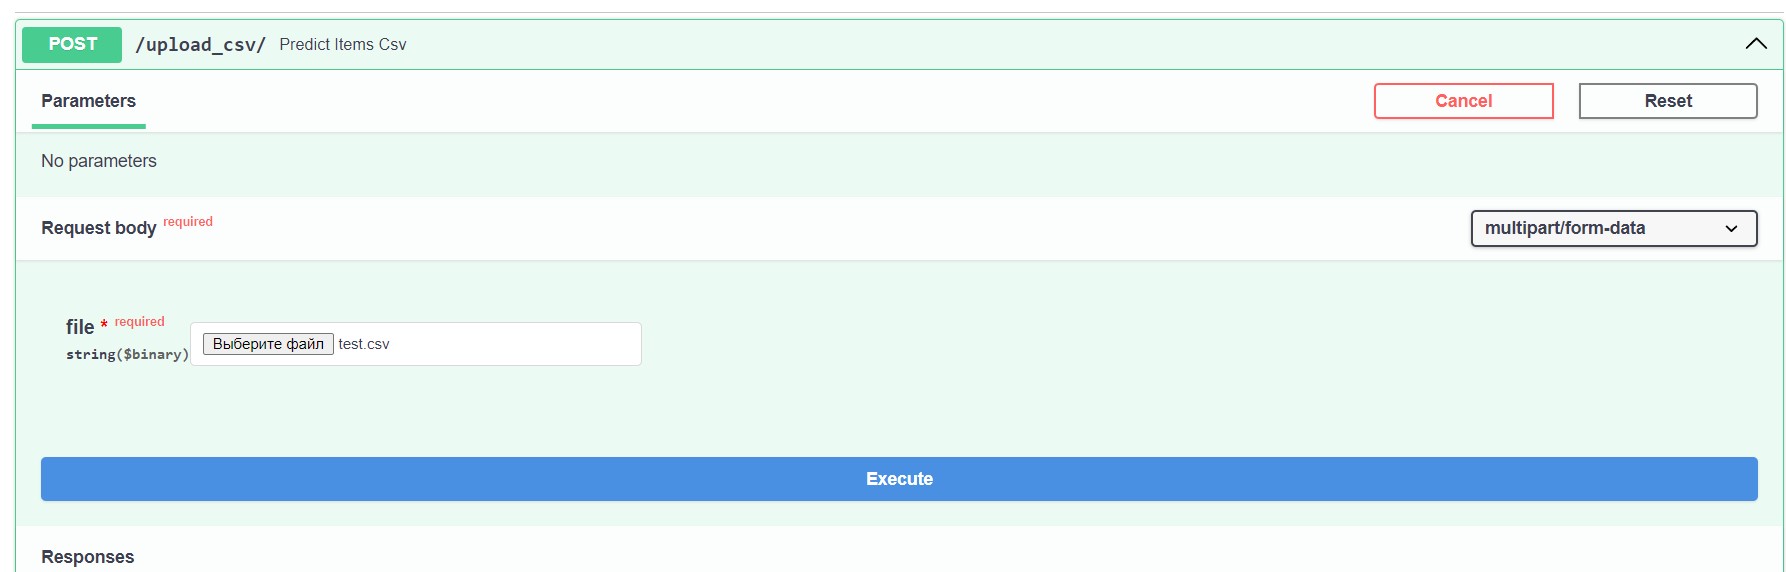 POST /upload_csv/ Predict Items Csv
Parameters Cancel Reset
No parameters
Request body required multipart/form-data
file * required
string($binary) Выберите файл test.csv
Execute
Responses